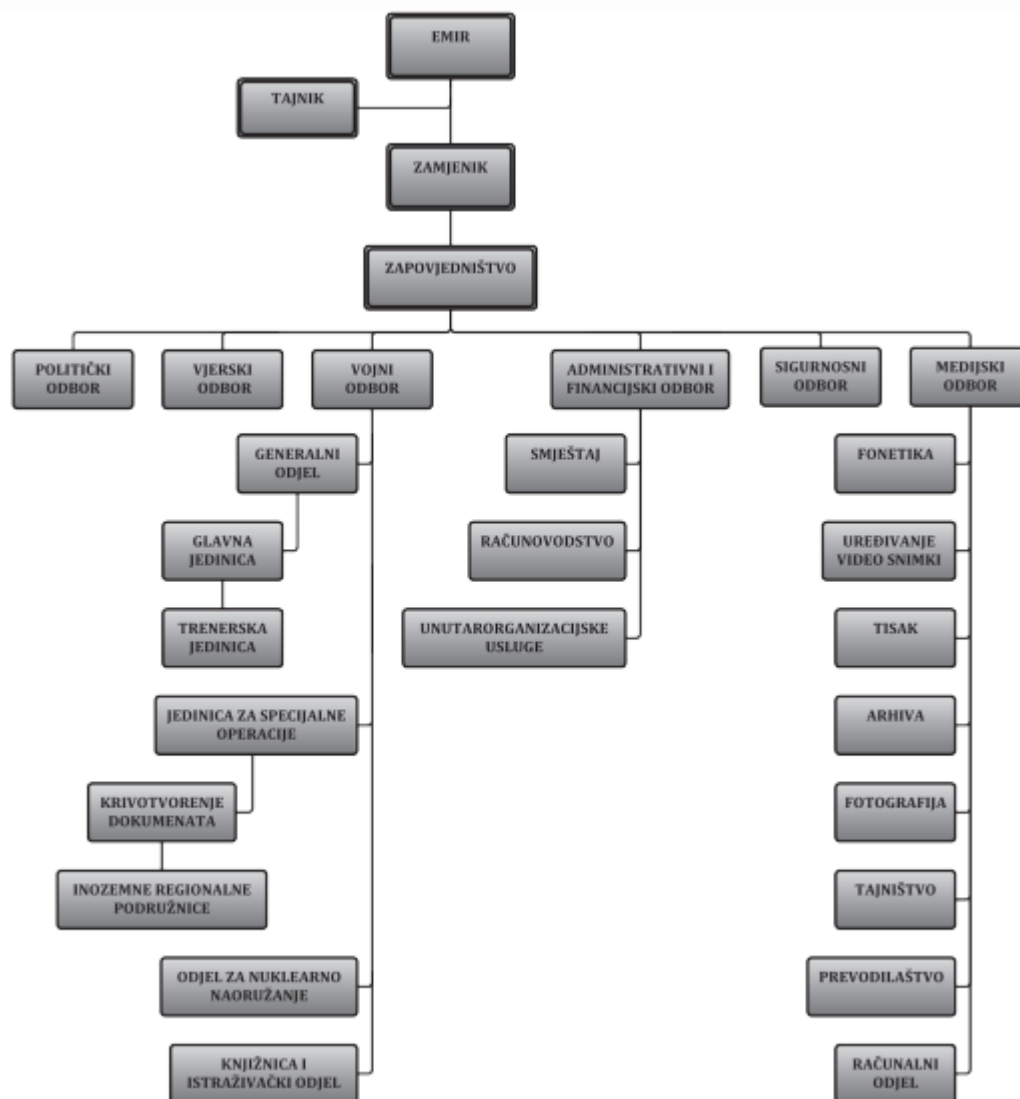 EMIR
TAJNIK
ZAMJENIK
ZAPOVJEDNIŠTVO
POLITIČKI
ODBOR
VJERSKI
ODBOR
VOJNI
ODBOR
ADMINISTRATIVNI I
FINANCIJSKI ODBOR
SIGURNOSNI
ODBOR
MEDIJSKI
ODBOR
GENERALNI
ODJEL
GLAVNA
JEDINICA
TRENERSKA
JEDINICA
JEDINICA ZA SPECIJALNE
OPERACIJE
KRIVOTVORENJE
DOKUMENATA
INOZEMNE REGIONALNE
PODRUŽNICE
ODJEL ZA NUKLEARNO
NAORUŽANJE
KNJIŽNICA I
ISTRAŽIVAČKI ODJEL
SMJEŠTAJ
RAČUNOVODSTVO
UNUTARORGANIZACIJSKE
USLUGE
FONETIKA
UREĐIVANJE
VIDEO SNIMKI
TISAK
ARHIVA
FOTOGRAFIJA
TAJNIŠTVO
PREVODILAŠTVO
RAČUNALNI
ODJEL